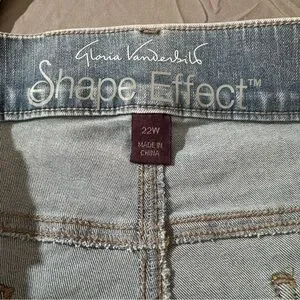 Gloria Vanderbilt
Shape Effect™
22W
MADE IN
CHINA